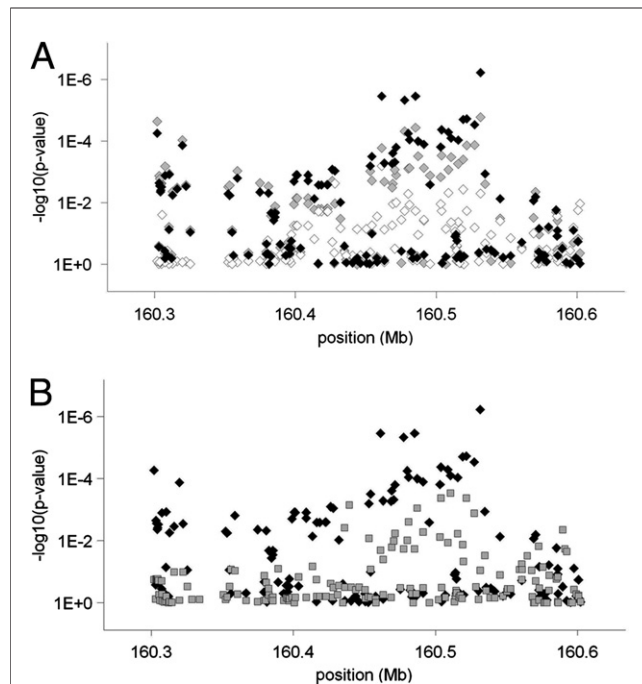 A
1E-6
1E-4
1E-2
1E+0
-log10(p-value)
160.3 160.4 160.5 160.6
position (Mb)
B
1E-6
1E-4
1E-2
1E+0
-log10(p-value)
160.3 160.4 160.5 160.6
position (Mb)